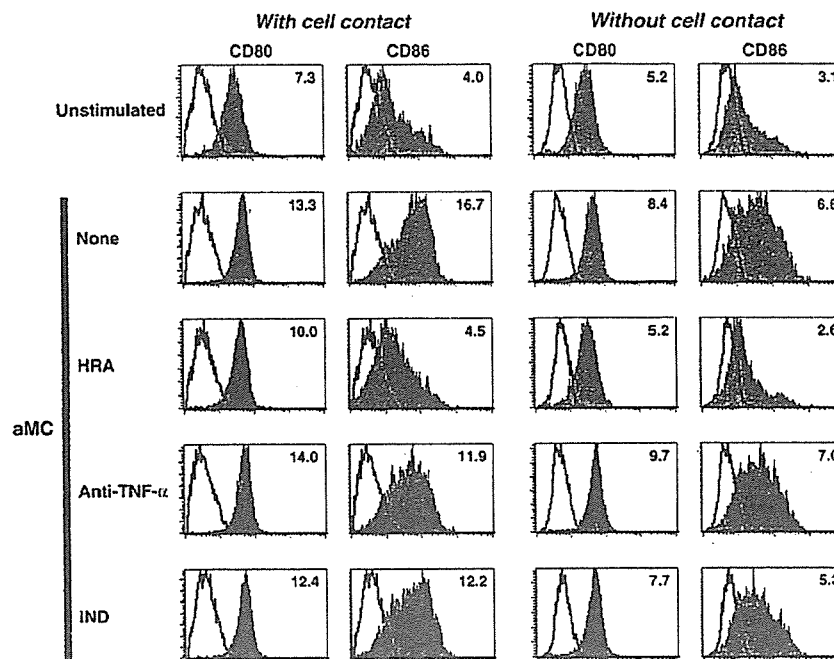 With cell contact Without cell contact
CD80 CD86 CD80 CD86
Unstimulated 7.3 4.0 5.2
None 13.3 16.7 8.4
HRA 10.0 4.5 5.2
aMC
Anti-TNF-α 14.0 11.9 9.7
IND 12.4 12.2 7.7